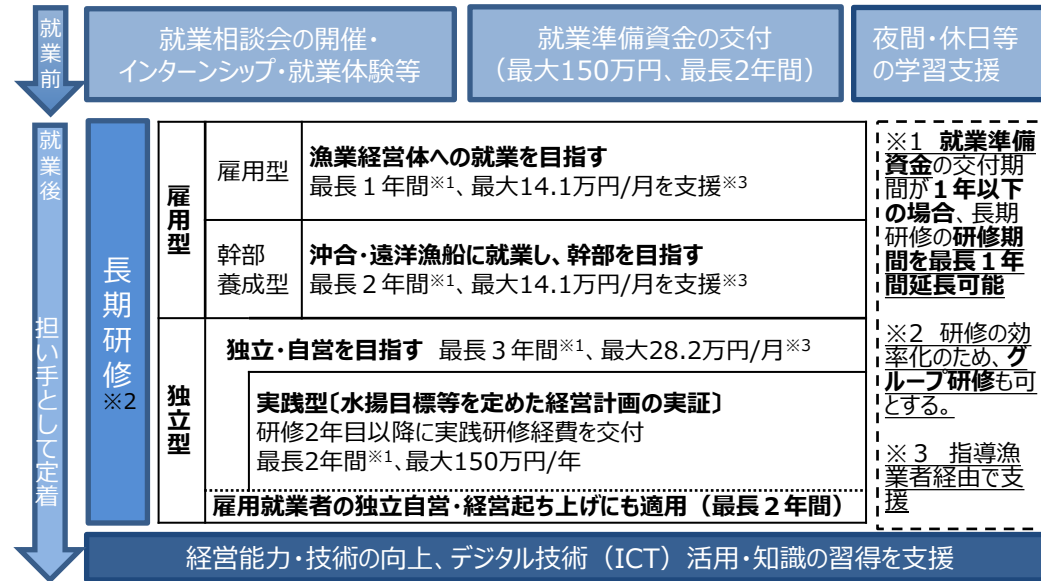 就業前
就業相談会の開催・
インターンシップ・就業体験等
就業準備資金の交付
（最大150万円、最長2年間）
夜間・休日等
の学習支援
就業後
担い手として定着
長期研修
※2
雇用型
雇用型
漁業経営体への就業を目指す
最長１年間※1、最大14.1万円/月を支援※3
幹部
養成型
沖合・遠洋漁船に就業し、幹部を目指す
最長２年間※1、最大14.1万円/月を支援※3
独立型
独立・自営を目指す 最長３年間※1、最大28.2万円/月※3
実践型〔水揚目標等を定めた経営計画の実証〕
研修2年目以降に実践研修経費を交付
最長2年間※1、最大150万円/年
雇用就業者の独立自営・経営起ち上げにも適用（最長２年間）
※1 就業準備
資金の交付期
間が１年以下
の場合、長期
研修の研修期
間を最長１年
間延長可能
※2 研修の効
率化のため、グ
ループ研修も可
とする。
※３ 指導漁
業者経由で支
援
経営能力・技術の向上、デジタル技術（ICT）活用・知識の習得を支援